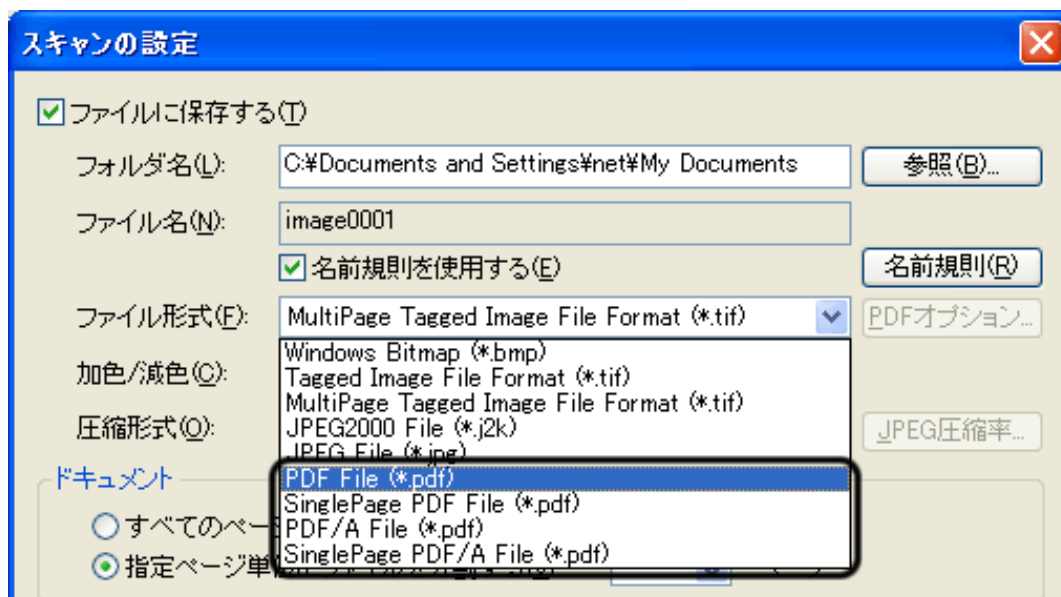 スキャンの設定
ファイルに保存する(T)
フォルダ名(L): C:¥Documents and Settings¥net¥My Documents 参照(B)...
ファイル名(N): image0001
名前規則を使用する(E) 名前規則(R)
ファイル形式(F): MultiPage Tagged Image File Format (*.tif) PDFオプション...
Windows Bitmap (*.bmp)
加色/減色(C): Tagged Image File Format (*.tif)
MultiPage Tagged Image File Format (*.tif)
圧縮形式(O): JPEG2000 File (*.j2k) JPEG圧縮率...
JPEG File (*.jpg)
ドキュメント PDF File (*.pdf)
SinglePage PDF File (*.pdf)
すべてのペー PDF/A File (*.pdf)
指定ページ単 SinglePage PDF/A File (*.pdf)